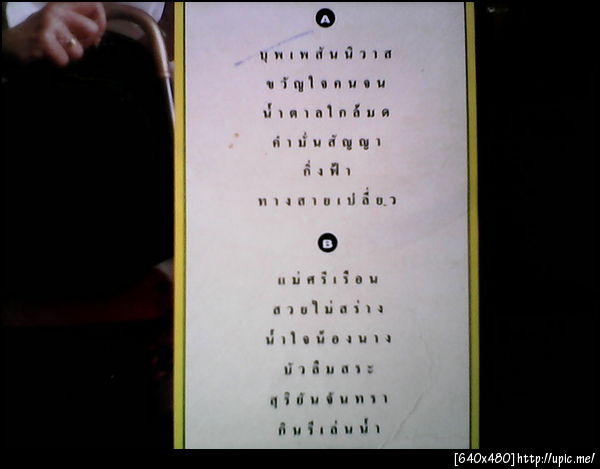 A
บุพเพสันนิวาส
ขวัญใจคนจน
น้ำตาลใกล้มด
คำมั่นสัญญา
กิ่งฟ้า
ทางสายเปลี่ยว
B
แม่ศรีเรือน
สวยไม่สร่าง
น้ำใจน้องนาง
บัวลืมสระ
สุริยันจันทรา
กินรีเล่นน้ำ
[640x480]http://upic.me/